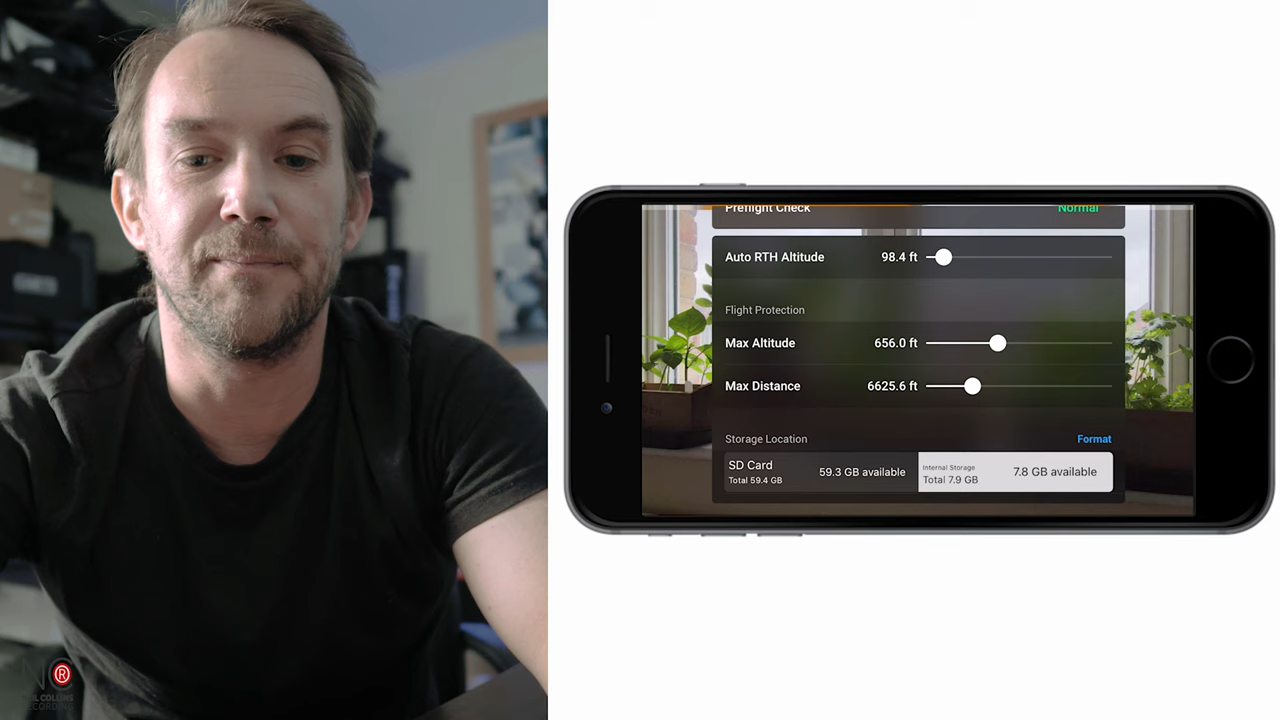 Preflight Check
Normal
Auto RTH Altitude 98.4 ft
Flight Protection
Max Altitude 656.0 ft
Max Distance 6625.6 ft
Storage Location Format
SD Card
Total 59.4 GB
59.3 GB available
Internal Storage
Total 7.9 GB
7.8 GB available
NC
®
COLLINS